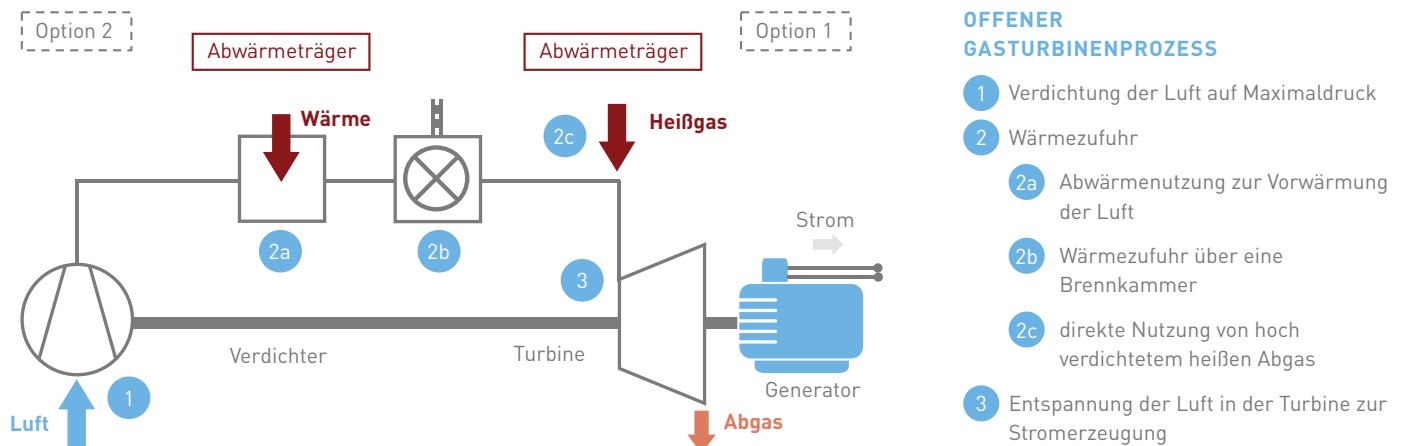 Option 2
Abwärmeträger
Abwärmeträger
Option 1
Wärme
2c
Heißgas
2a
2b
3
Strom
Verdichter
Turbine
Generator
1
Luft
Abgas
OFFENER
GASTURBINENPROZESS
1 Verdichtung der Luft auf Maximaldruck
2 Wärmezufuhr
2a Abwärmenutzung zur Vorwärmung
der Luft
2b Wärmezufuhr über eine
Brennkammer
2c direkte Nutzung von hoch
verdichtetem heißen Abgas
3 Entspannung der Luft in der Turbine zur
Stromerzeugung